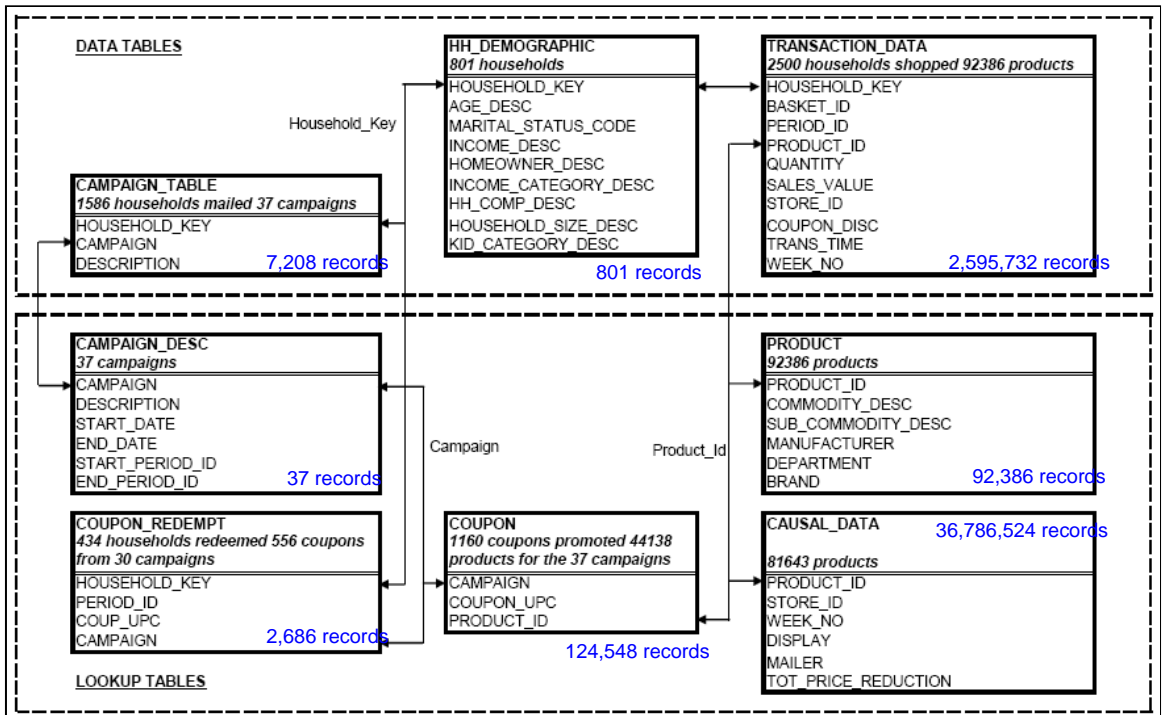 DATA TABLES
HH_DEMOGRAPHIC
801 households
HOUSEHOLD_KEY
AGE_DESC
MARITAL_STATUS_CODE
INCOME_DESC
HOMEOWNER_DESC
INCOME_CATEGORY_DESC
HH_COMP_DESC
HOUSEHOLD_SIZE_DESC
KID_CATEGORY_DESC
801 records
TRANSACTION_DATA
2500 households shopped 92386 products
HOUSEHOLD_KEY
BASKET_ID
PERIOD_ID
PRODUCT_ID
QUANTITY
SALES_VALUE
STORE_ID
COUPON_DISC
TRANS_TIME
WEEK_NO
2,595,732 records
Household_Key
CAMPAIGN_TABLE
1586 households mailed 37 campaigns
HOUSEHOLD_KEY
CAMPAIGN
DESCRIPTION
7,208 records
CAMPAIGN_DESC
37 campaigns
CAMPAIGN
DESCRIPTION
START_DATE
END_DATE
START_PERIOD_ID
END_PERIOD_ID
37 records
Campaign
Product_Id
PRODUCT
92386 products
PRODUCT_ID
COMMODITY_DESC
SUB_COMMODITY_DESC
MANUFACTURER
DEPARTMENT
BRAND
92,386 records
COUPON_REDEMPT
434 households redeemed 556 coupons
from 30 campaigns
HOUSEHOLD_KEY
PERIOD_ID
COUP_UPC
CAMPAIGN
2,686 records
COUPON
1160 coupons promoted 44138
products for the 37 campaigns
CAMPAIGN
COUPON_UPC
PRODUCT_ID
124,548 records
CAUSAL_DATA
36,786,524 records
81643 products
PRODUCT_ID
STORE_ID
WEEK_NO
DISPLAY
MAILER
TOT_PRICE_REDUCTION
LOOKUP TABLES